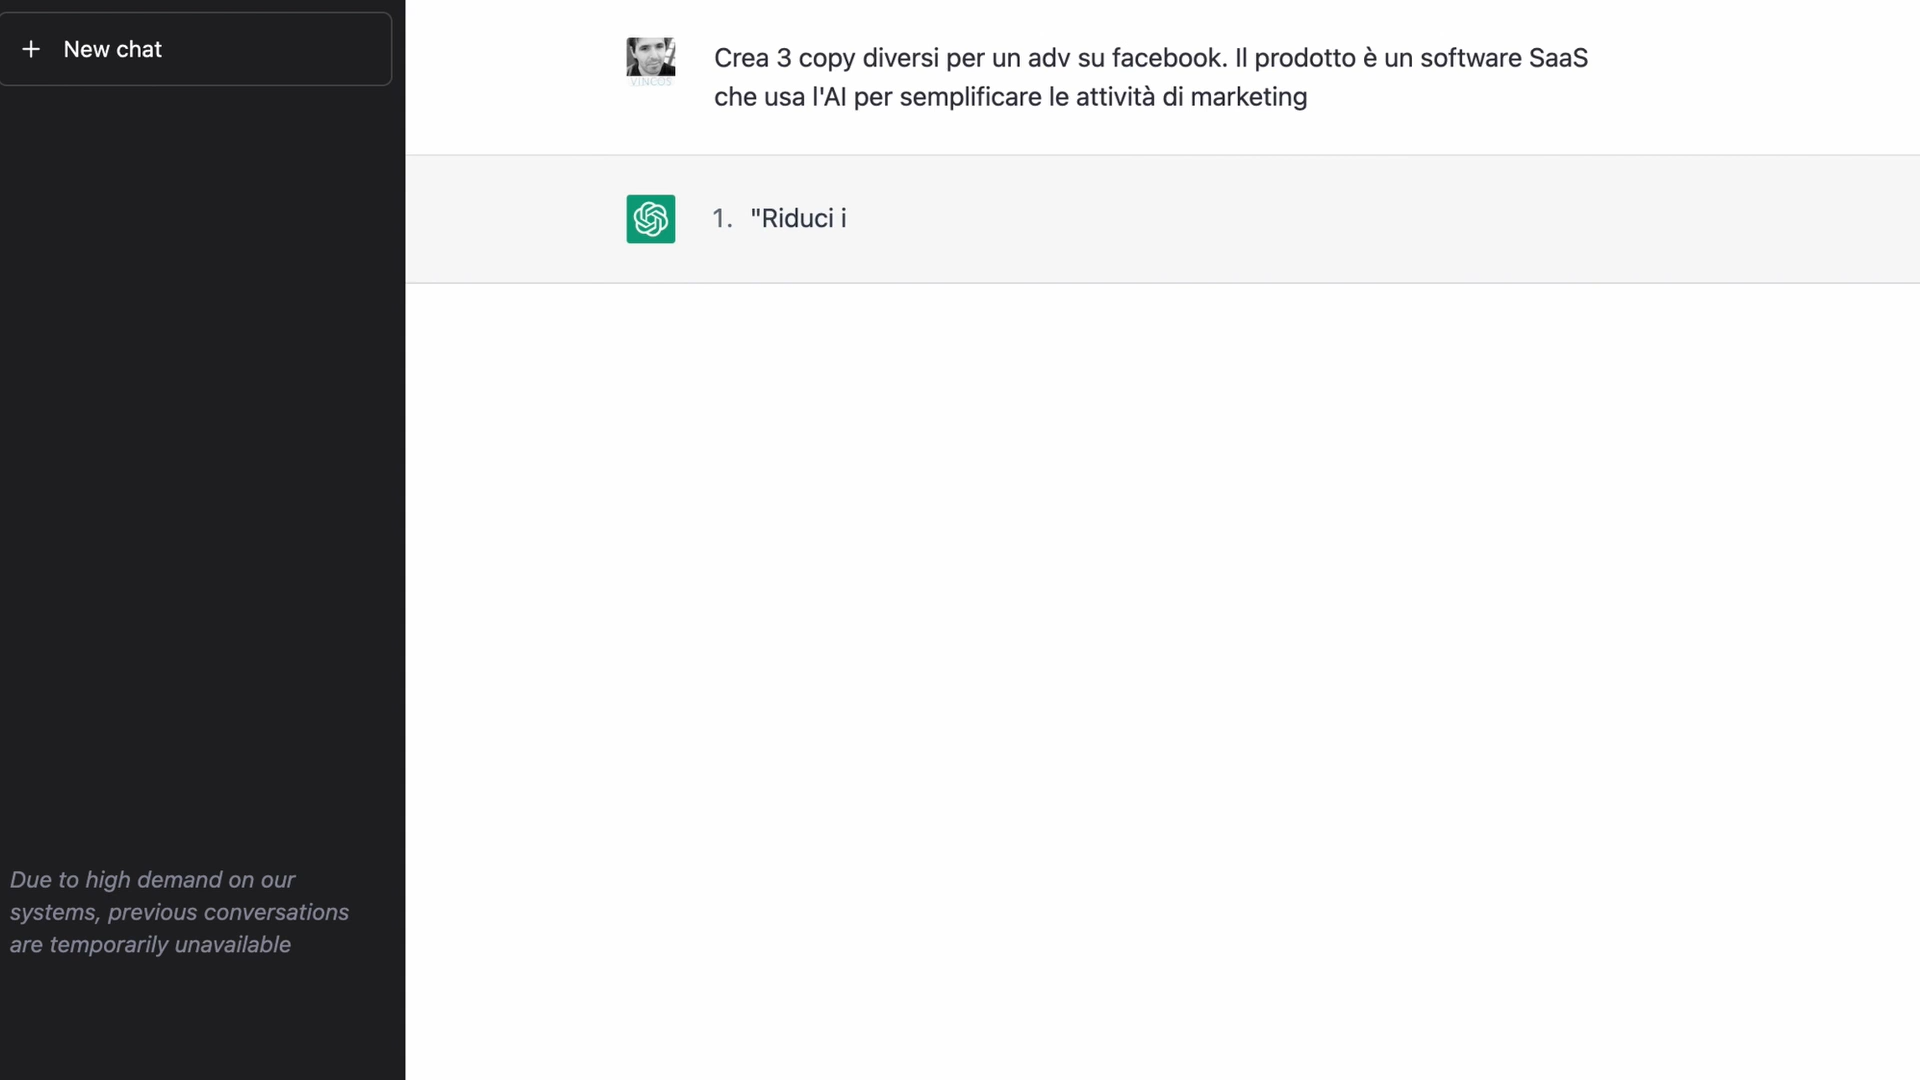 New chat
Crea 3 copy diversi per un adv su facebook. Il prodotto è un software SaaS
che usa l'AI per semplificare le attività di marketing
VINCOS
1. "Riduci i
Due to high demand on our
systems, previous conversations
are temporarily unavailable